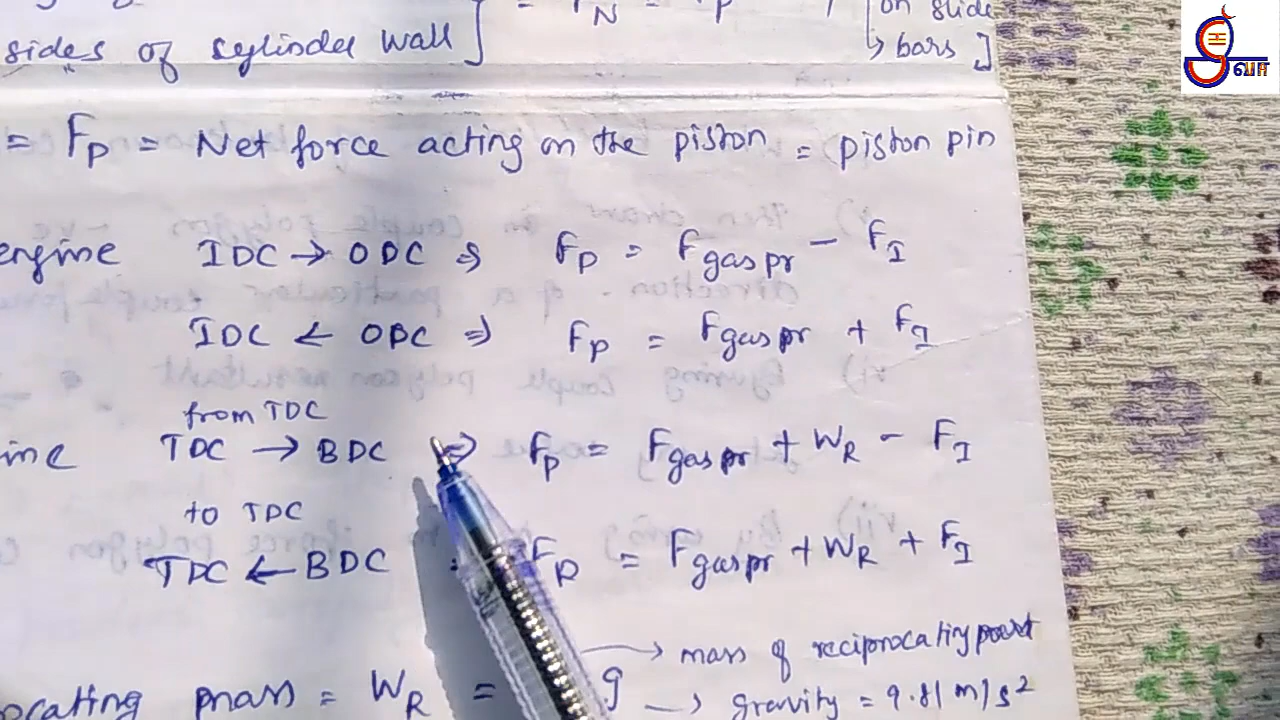 = F_N = F_P
on slide
sides of cylinder wall ] → bars ]
= F_P = Net force acting on the piston = (piston pin
engine IDC → ODC ⇒ F_P = F_gas pr - F_I
IDC ← ODC ⇒ F_P = F_gas pr + F_I
from TDC
ine TDC → BDC ⇒ F_P = F_gas pr + W_R - F_I
to TDC
TDC ← BDC F_P = F_gas pr + W_R + F_I
→ mass of reciprocating part
ocating mass = W_R = g → gravity = 9.81 m/s²
வா